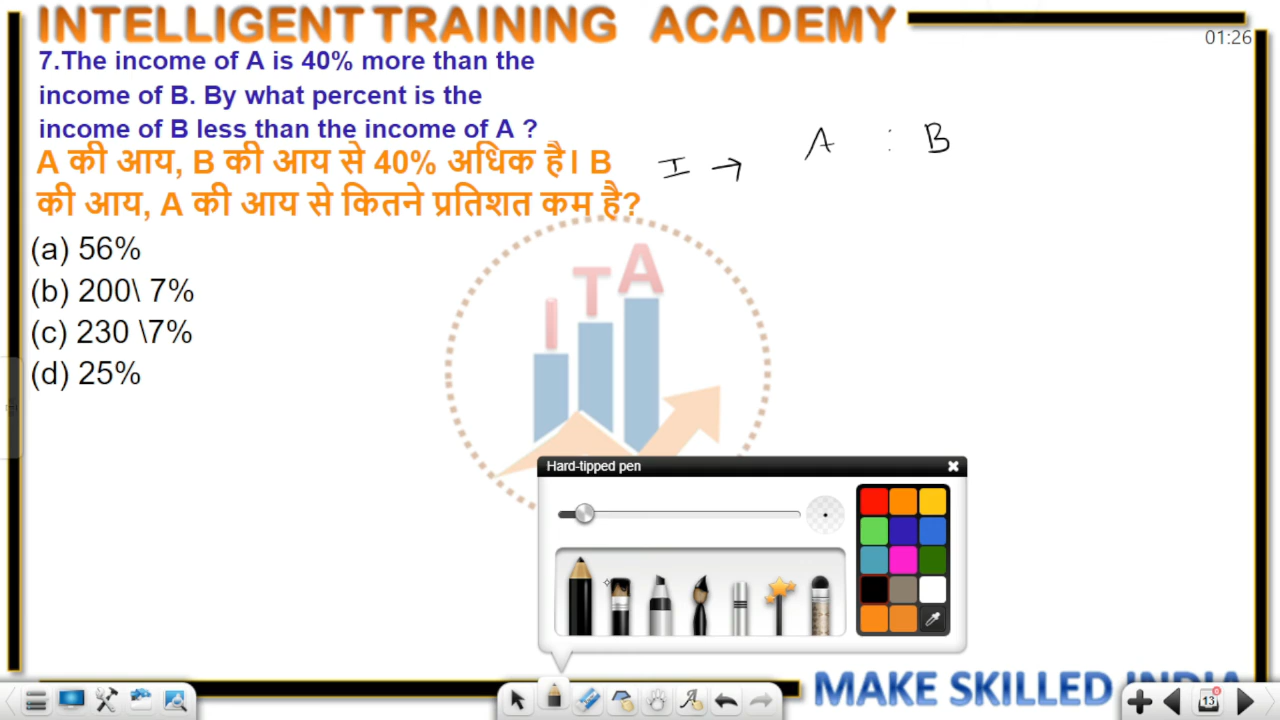 INTELLIGENT TRAINING ACADEMY
01:26
7.The income of A is 40% more than the
income of B. By what percent is the
income of B less than the income of A ?
A की आय, B की आय से 40% अधिक है। B
की आय, A की आय से कितने प्रतिशत कम है?
I → A : B
(a) 56%
(b) 200\ 7%
(c) 230 \7%
(d) 25%
I T A
Hard-tipped pen
MAKE SKILLED INDIA
13